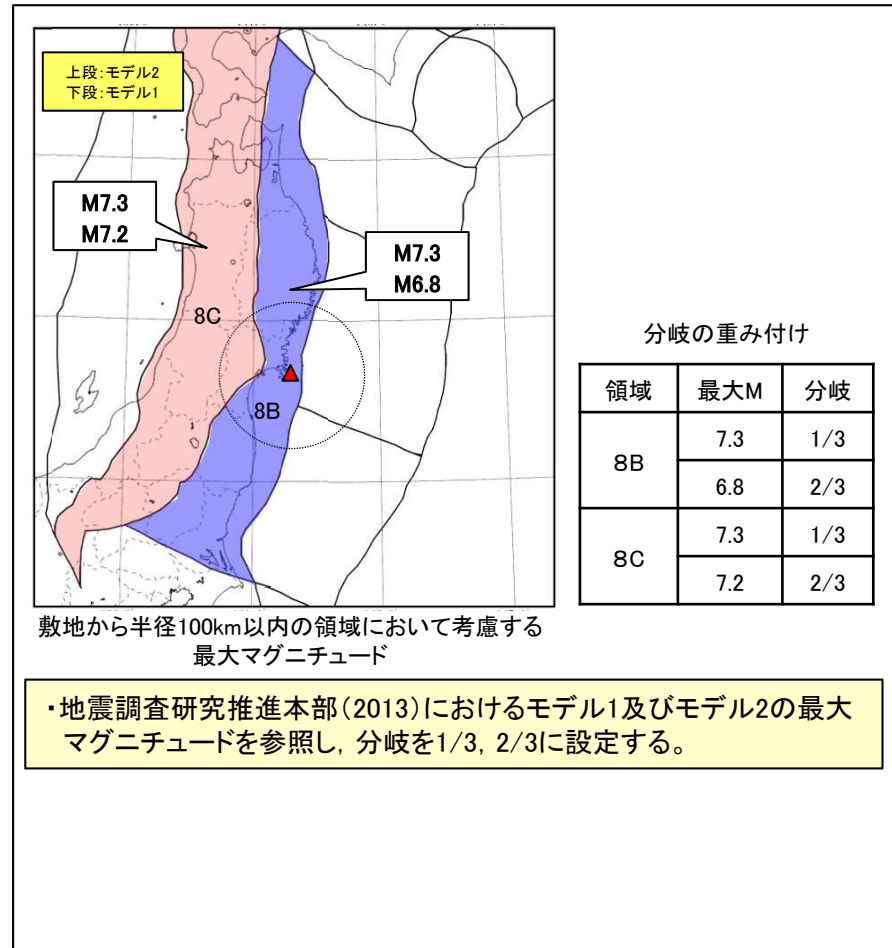 上段:モデル2
下段:モデル1
M7.3
M7.2
M7.3
M6.8
8C
8B
敷地から半径100km以内の領域において考慮する
最大マグニチュード
分岐の重み付け
領域 最大M 分岐
8B 7.3 1/3
6.8 2/3
8C 7.3 1/3
7.2 2/3
・地震調査研究推進本部(2013)におけるモデル1及びモデル2の最大
マグニチュードを参照し,分岐を1/3,2/3に設定する。